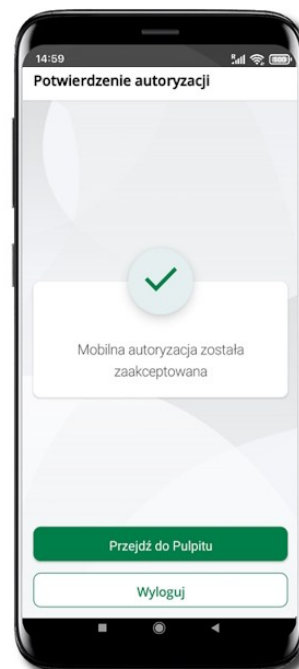 14:59
Potwierdzenie autoryzacji
Mobilna autoryzacja została
zaakceptowana
Przejdź do Pulpitu
Wyloguj